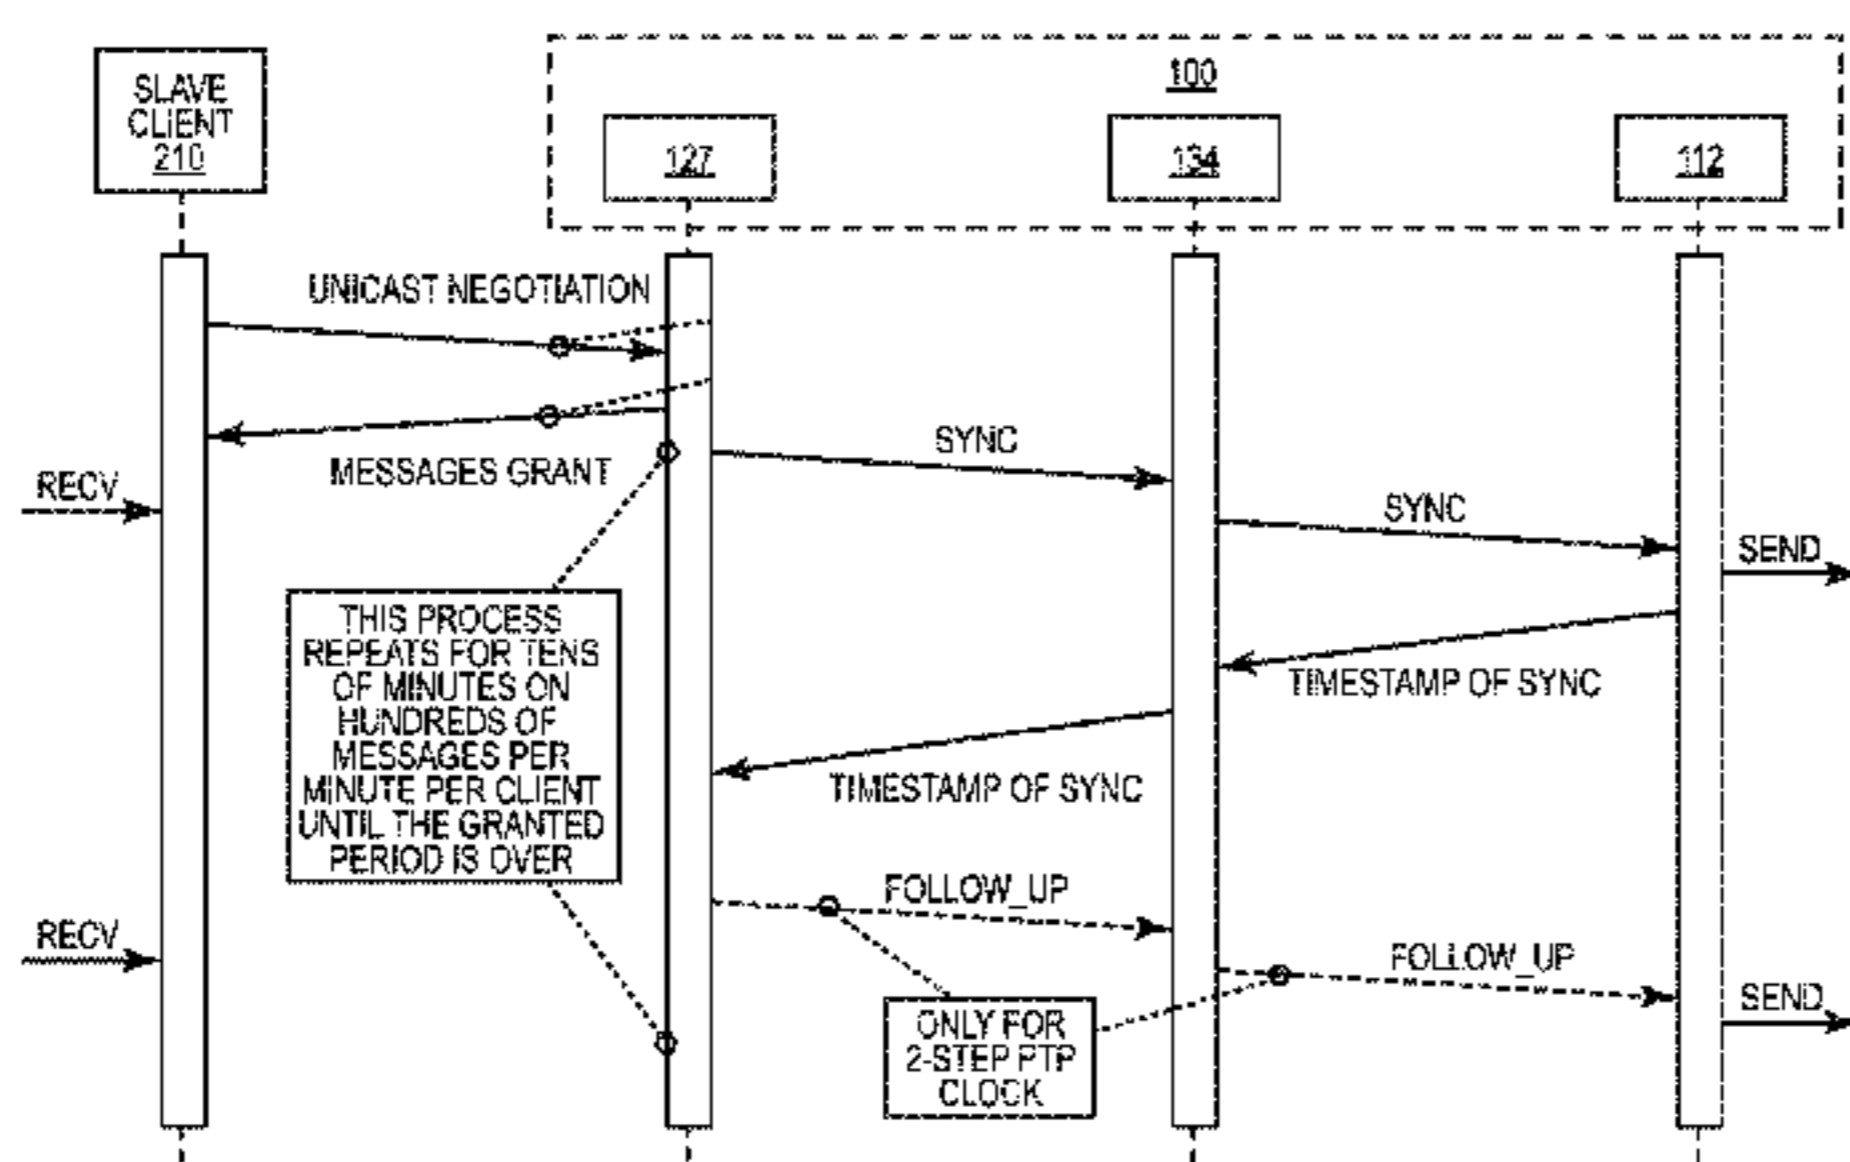 100
SLAVE
CLIENT
210
127
134
112
UNICAST NEGOTIATION
MESSAGES GRANT
SYNC
RECV
SYNC
SEND
THIS PROCESS
REPEATS FOR TENS
OF MINUTES ON
HUNDREDS OF
MESSAGES PER
MINUTE PER CLIENT
UNTIL THE GRANTED
PERIOD IS OVER
TIMESTAMP OF SYNC
TIMESTAMP OF SYNC
FOLLOW_UP
RECV
FOLLOW_UP
SEND
ONLY FOR
2-STEP PTP
CLOCK